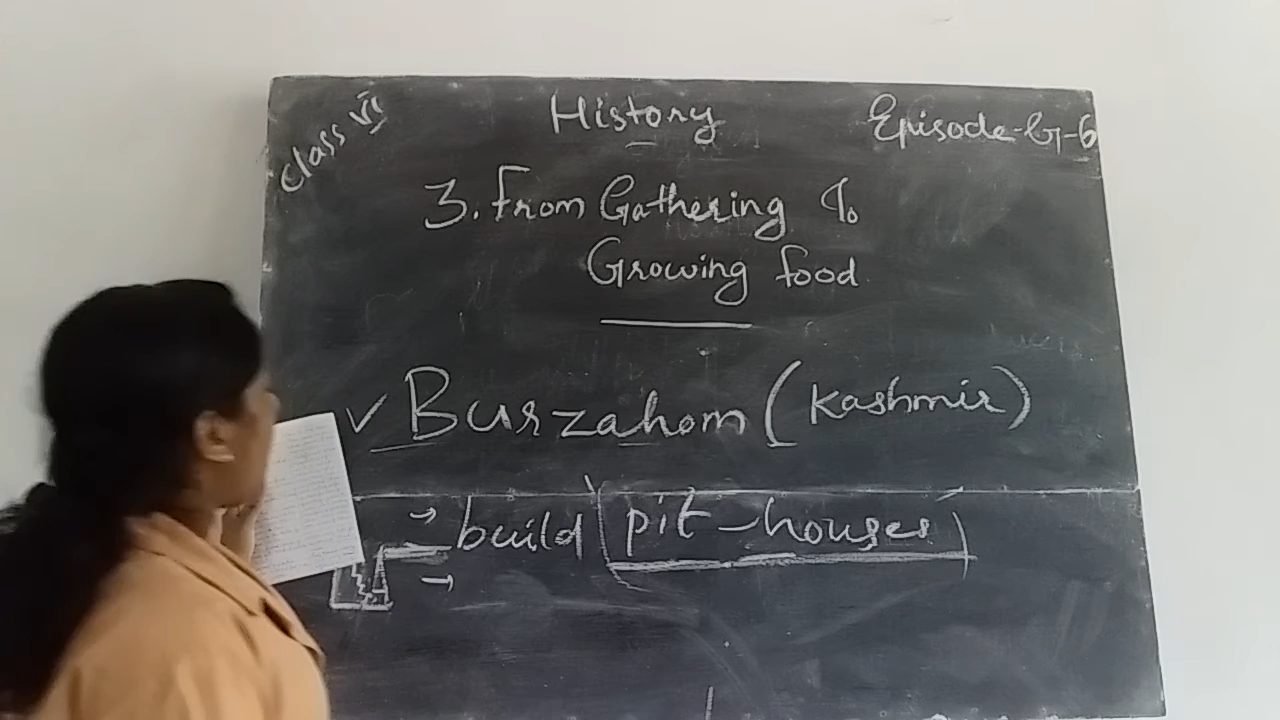 Class VI
History
Episode-G-6
3. From Gathering to
Growing food
✓ Burzahom (Kashmir)
→ build pit-houses
→